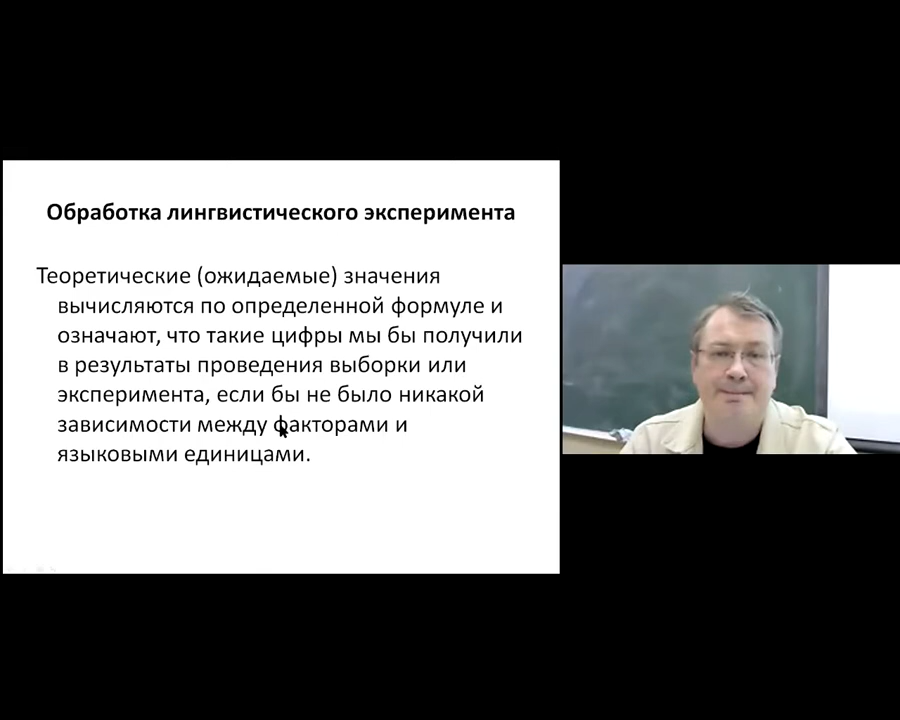 Обработка лингвистического эксперимента
Теоретические (ожидаемые) значения
вычисляются по определенной формуле и
означают, что такие цифры мы бы получили
в результаты проведения выборки или
эксперимента, если бы не было никакой
зависимости между факторами и
языковыми единицами.